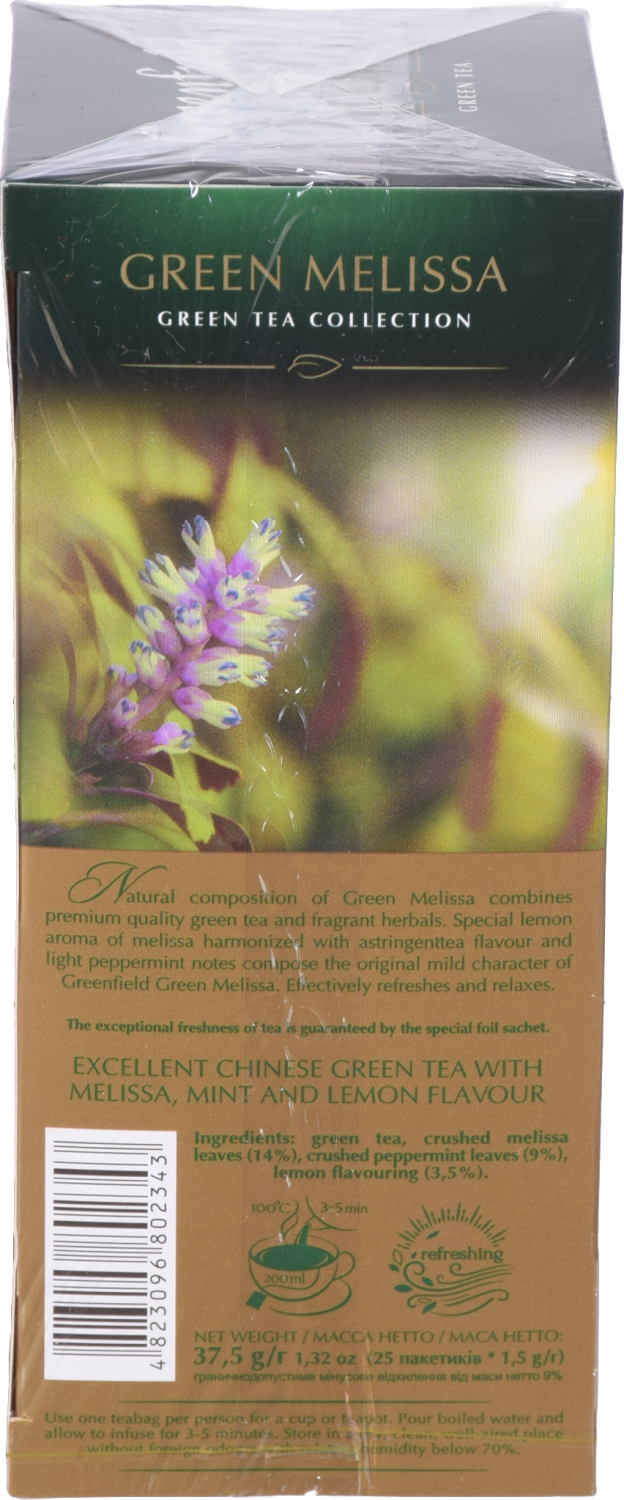 GREEN TEA
GREEN MELISSA
GREEN TEA COLLECTION
Natural composition of Green Melissa combines
premium quality green tea and fragrant herbals. Special lemon
aroma of melissa harmonized with astringenttea flavour and
light peppermint notes compose the original mild character of
Greenfield Green Melissa. Effectively refreshes and relaxes.
The exceptional freshness of tea is guaranteed by the special foil sachet.
EXCELLENT CHINESE GREEN TEA WITH
MELISSA, MINT AND LEMON FLAVOUR
Ingredients: green tea, crushed melissa
leaves (14%), crushed peppermint leaves (9%),
lemon flavouring (3,5%).
100°C 3-5 min
200 ml
refreshing
4 823096 802343
NET WEIGHT / МАССА НЕТТО / МАСА НЕТТО:
37,5 g/г 1,32 oz (25 пакетиків * 1,5 g/г)
граничнодопустиме мінусове відхилення від маси нетто 9%
Use one teabag per person for a cup or teapot. Pour boiled water and
allow to infuse for 3-5 minutes. Store in a dry, clean, well-aired place
without foreign humidity below 70%.